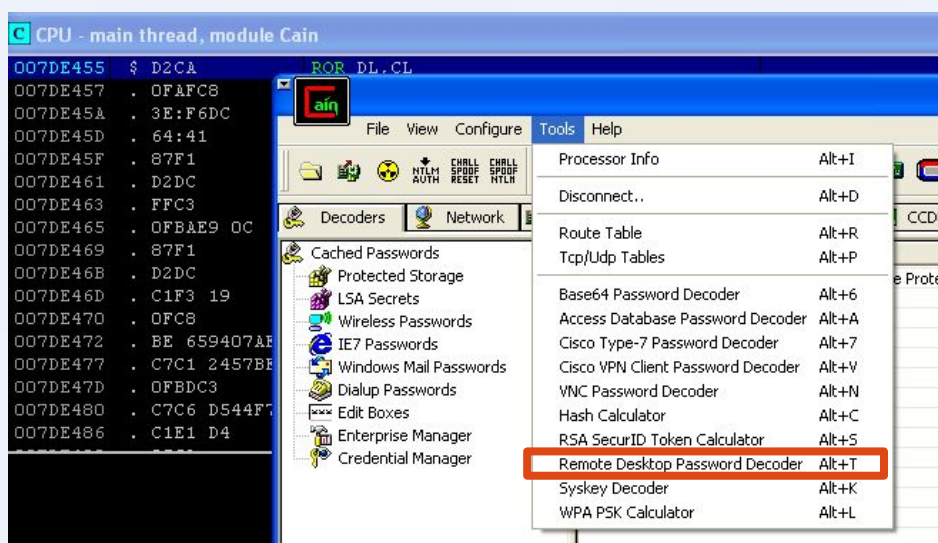 CPU - main thread, module Cain
007DE455 $ D2CA ROR DL,CL
007DE457 . 0FAFC8
007DE45A . 3E:F6DC
007DE45D . 64:41
007DE45F . 87F1
007DE461 . D2DC
007DE463 . FFC3
007DE465 . 0FBAE9 0C
007DE469 . 87F1
007DE46B . D2DC
007DE46D . C1F3 19
007DE470 . 0FC8
007DE472 . BE 659407AE
007DE477 . C7C1 2457BE
007DE47D . 0FBDC3
007DE480 . C7C6 D544F7
007DE486 . C1E1 D4
Cain
File View Configure Tools Help
NTLM AUTH CHALL SPOOF RESET CHALL SPOOF NTLM
Decoders Network CCD
Cached Passwords
Protected Storage
LSA Secrets
Wireless Passwords
IE7 Passwords
Windows Mail Passwords
Dialup Passwords
Edit Boxes
Enterprise Manager
Credential Manager
Processor Info Alt+I
Disconnect.. Alt+D
Route Table Alt+R
Tcp/Udp Tables Alt+P
Base64 Password Decoder Alt+6
Access Database Password Decoder Alt+A
Cisco Type-7 Password Decoder Alt+7
Cisco VPN Client Password Decoder Alt+V
VNC Password Decoder Alt+N
Hash Calculator Alt+C
RSA SecurID Token Calculator Alt+S
Remote Desktop Password Decoder Alt+T
Syskey Decoder Alt+K
WPA PSK Calculator Alt+L
e Prote